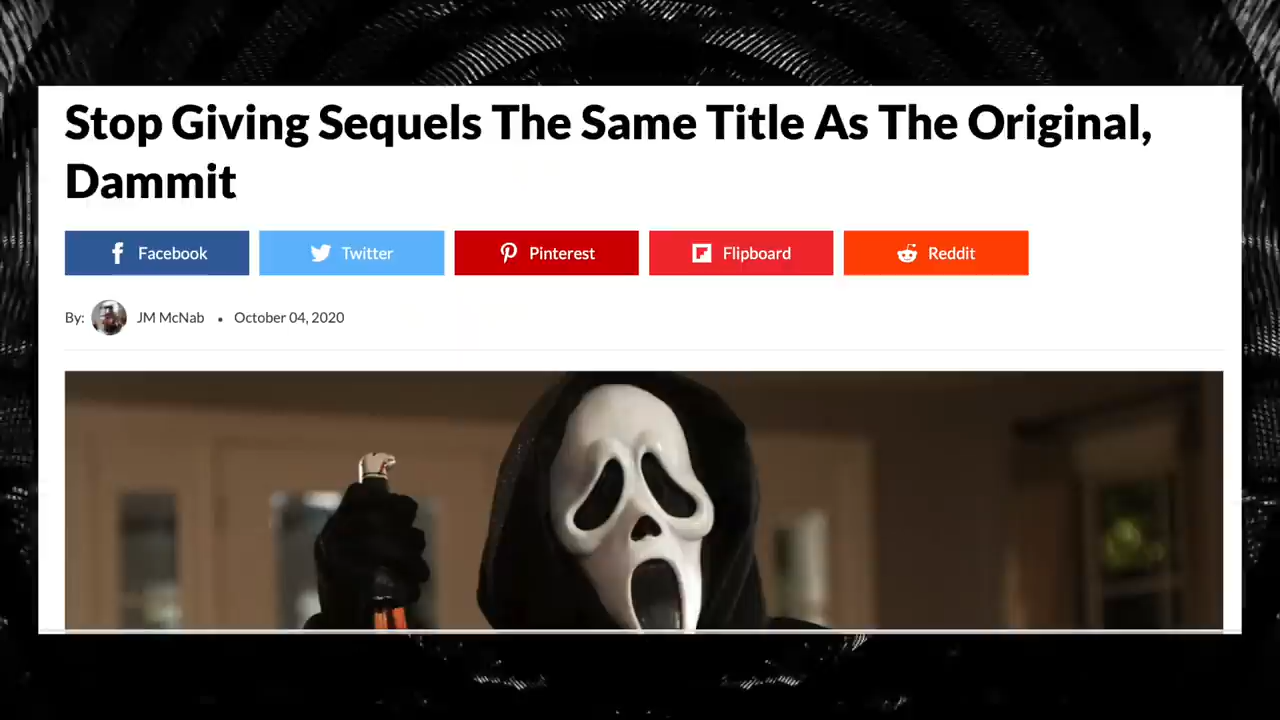 Stop Giving Sequels The Same Title As The Original,
Dammit
Facebook Twitter Pinterest Flipboard Reddit
By: JM McNab • October 04, 2020